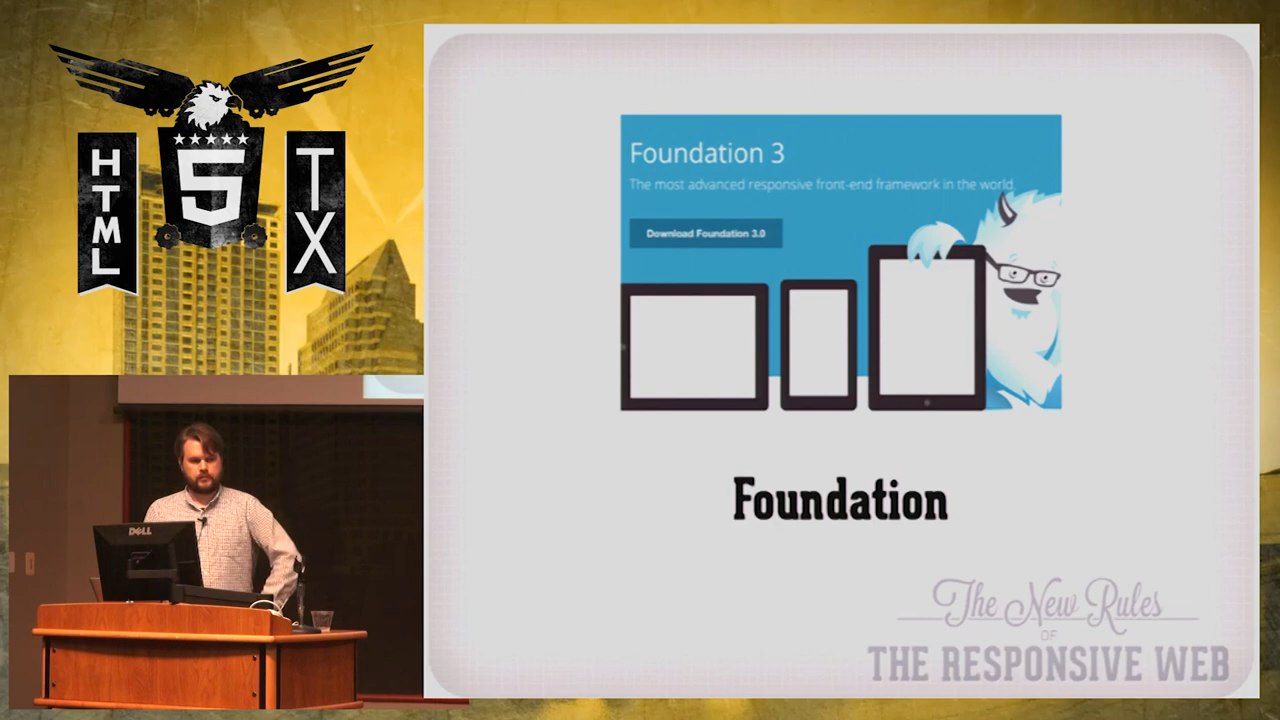 HTML
5
TX
Foundation 3
The most advanced responsive front-end framework in the world.
Download Foundation 3.0
Foundation
The New Rules
OF
THE RESPONSIVE WEB
DELL